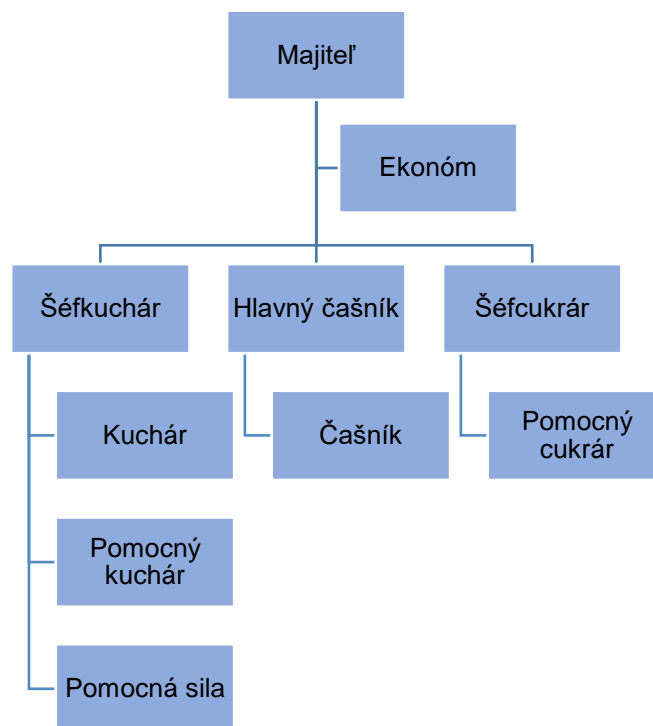 Majiteľ
Ekonóm
Šéfkuchár
Hlavný čašník
Šéfcukrár
Kuchár
Čašník
Pomocný
cukrár
Pomocný
kuchár
Pomocná sila